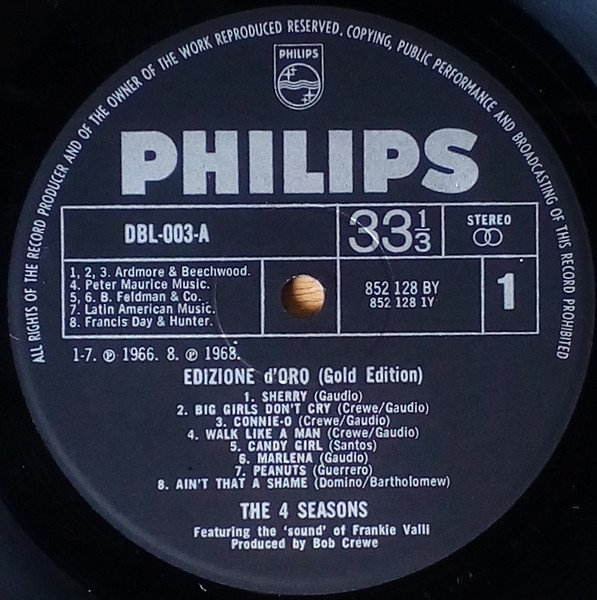 ALL RIGHTS OF THE RECORD PRODUCER AND OF THE OWNER OF THE WORK REPRODUCED RESERVED. COPYING, PUBLIC PERFORMANCE AND BROADCASTING OF THIS RECORD PROHIBITED
PHILIPS
PHILIPS
DBL-003-A
33 1/3
STEREO
1, 2, 3. Ardmore & Beechwood.
4. Peter Maurice Music.
5, 6. B. Feldman & Co.
7. Latin American Music.
8. Francis Day & Hunter.
852 128 BY
852 128 1Y
1
1-7. ℗ 1966. 8. ℗ 1968.
EDIZIONE d'ORO (Gold Edition)
1. SHERRY (Gaudio)
2. BIG GIRLS DON'T CRY (Crewe/Gaudio)
3. CONNIE-O (Crewe/Gaudio)
4. WALK LIKE A MAN (Crewe/Gaudio)
5. CANDY GIRL (Santos)
6. MARLENA (Gaudio)
7. PEANUTS (Guerrero)
8. AIN'T THAT A SHAME (Domino/Bartholomew)
THE 4 SEASONS
Featuring the 'sound' of Frankie Valli
Produced by Bob Crewe